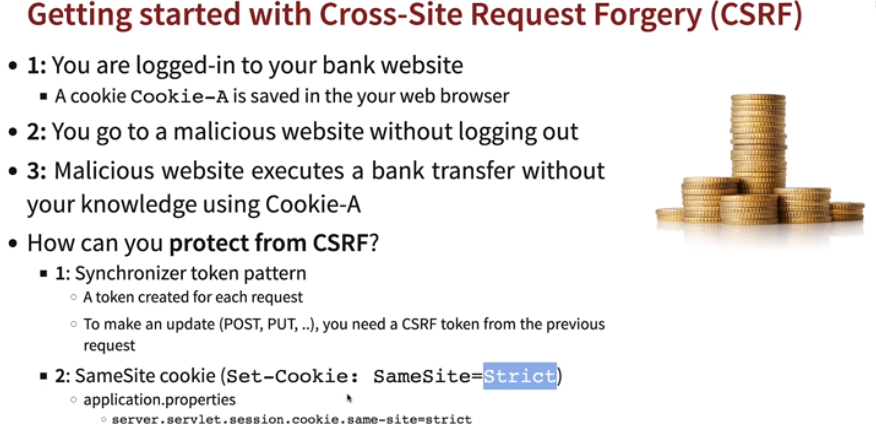 Getting started with Cross-Site Request Forgery (CSRF)
• 1: You are logged-in to your bank website
▪ A cookie Cookie-A is saved in the your web browser
• 2: You go to a malicious website without logging out
• 3: Malicious website executes a bank transfer without
your knowledge using Cookie-A
• How can you protect from CSRF?
▪ 1: Synchronizer token pattern
○ A token created for each request
○ To make an update (POST, PUT, ..), you need a CSRF token from the previous
request
▪ 2: SameSite cookie (Set-Cookie: SameSite=Strict)
○ application.properties
○ server.servlet.session.cookie.same-site=strict